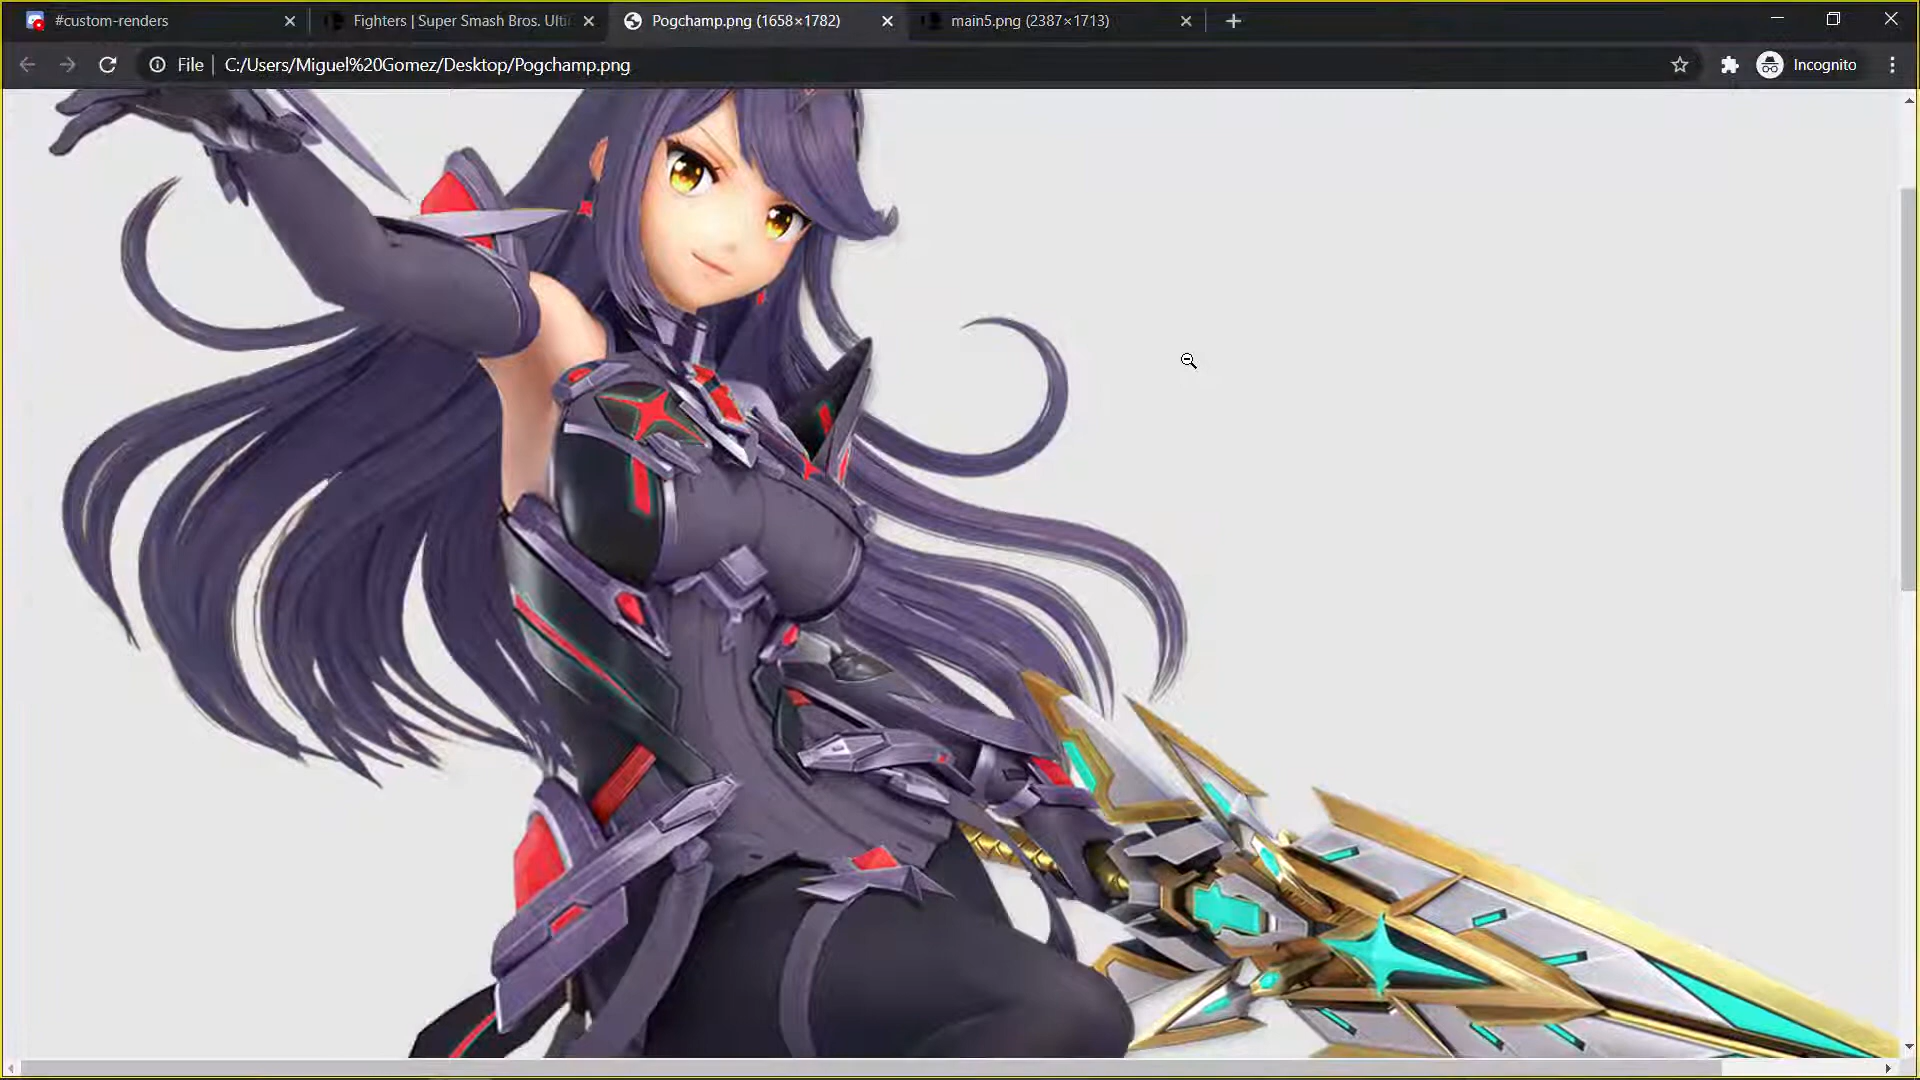 #custom-renders
Fighters | Super Smash Bros. Ulti
Pogchamp.png (1658×1782)
main5.png (2387×1713)
File
C:/Users/Miguel%20Gomez/Desktop/Pogchamp.png
Incognito